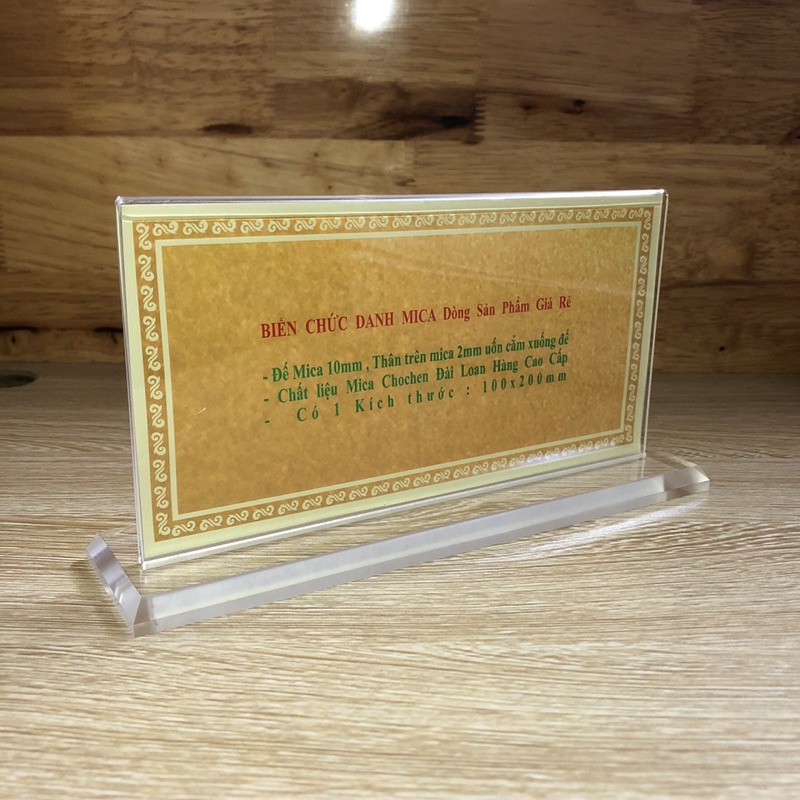 BIỂN CHỨC DANH MICA Dòng Sản Phẩm Giá Rẻ
- Đế Mica 10mm , Thân trên mica 2mm uốn cắm xuống đế
- Chất liệu Mica Chochen Đài Loan Hàng Cao Cấp
- Có 1 Kích thước : 100x200mm